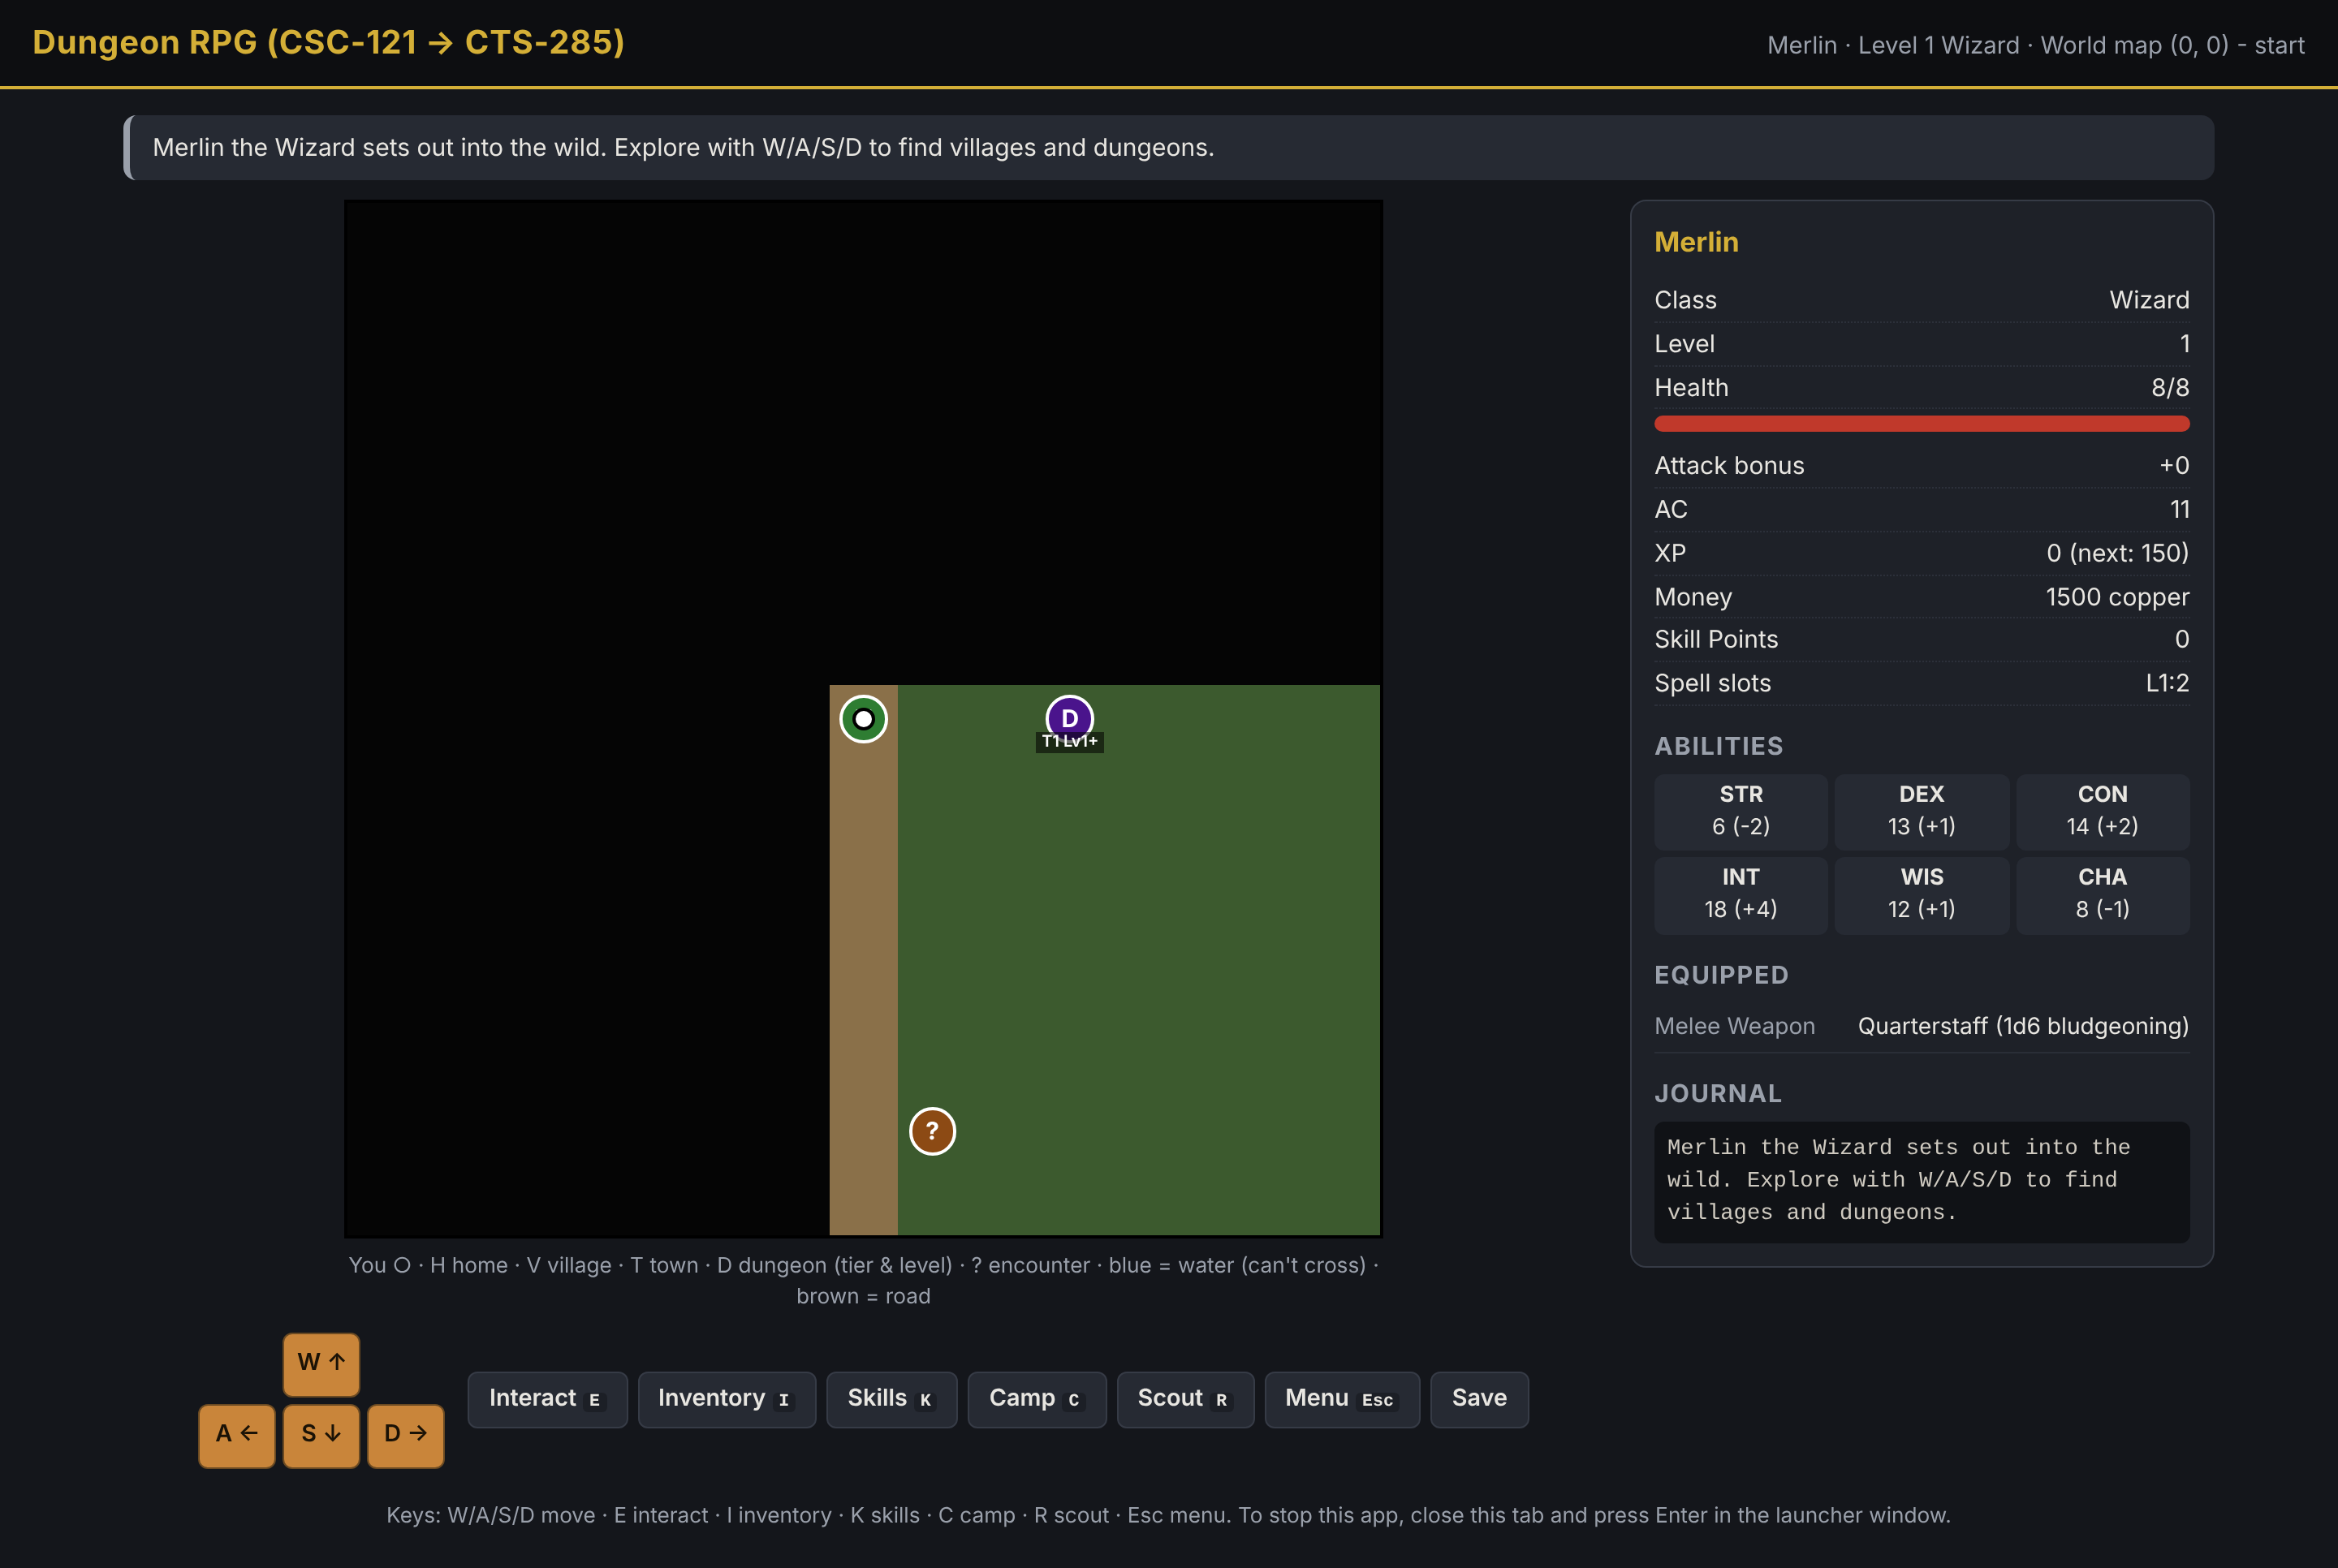 Dungeon RPG (CSC-121 → CTS-285)
Merlin · Level 1 Wizard · World map (0, 0) - start
Merlin the Wizard sets out into the wild. Explore with W/A/S/D to find villages and dungeons.
D
T1 Lv1+
?
You O · H home · V village · T town · D dungeon (tier & level) · ? encounter · blue = water (can't cross) ·
brown = road
Merlin
Class Wizard
Level 1
Health 8/8
Attack bonus +0
AC 11
XP 0 (next: 150)
Money 1500 copper
Skill Points 0
Spell slots L1:2
ABILITIES
STR DEX CON
6 (-2) 13 (+1) 14 (+2)
INT WIS CHA
18 (+4) 12 (+1) 8 (-1)
EQUIPPED
Melee Weapon Quarterstaff (1d6 bludgeoning)
JOURNAL
Merlin the Wizard sets out into the
wild. Explore with W/A/S/D to find
villages and dungeons.
W ↑
A ← S ↓ D →
Interact E Inventory I Skills K Camp C Scout R Menu Esc Save
Keys: W/A/S/D move · E interact · I inventory · K skills · C camp · R scout · Esc menu. To stop this app, close this tab and press Enter in the launcher window.